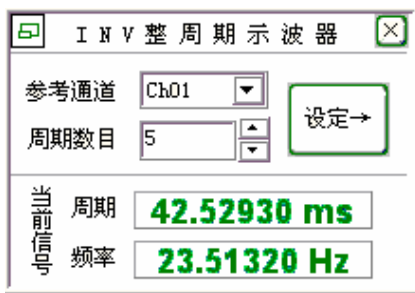 INV整周期示波器
参考通道 Ch01
设定→
周期数目 5
当前信号
周期 42.52930 ms
频率 23.51320 Hz